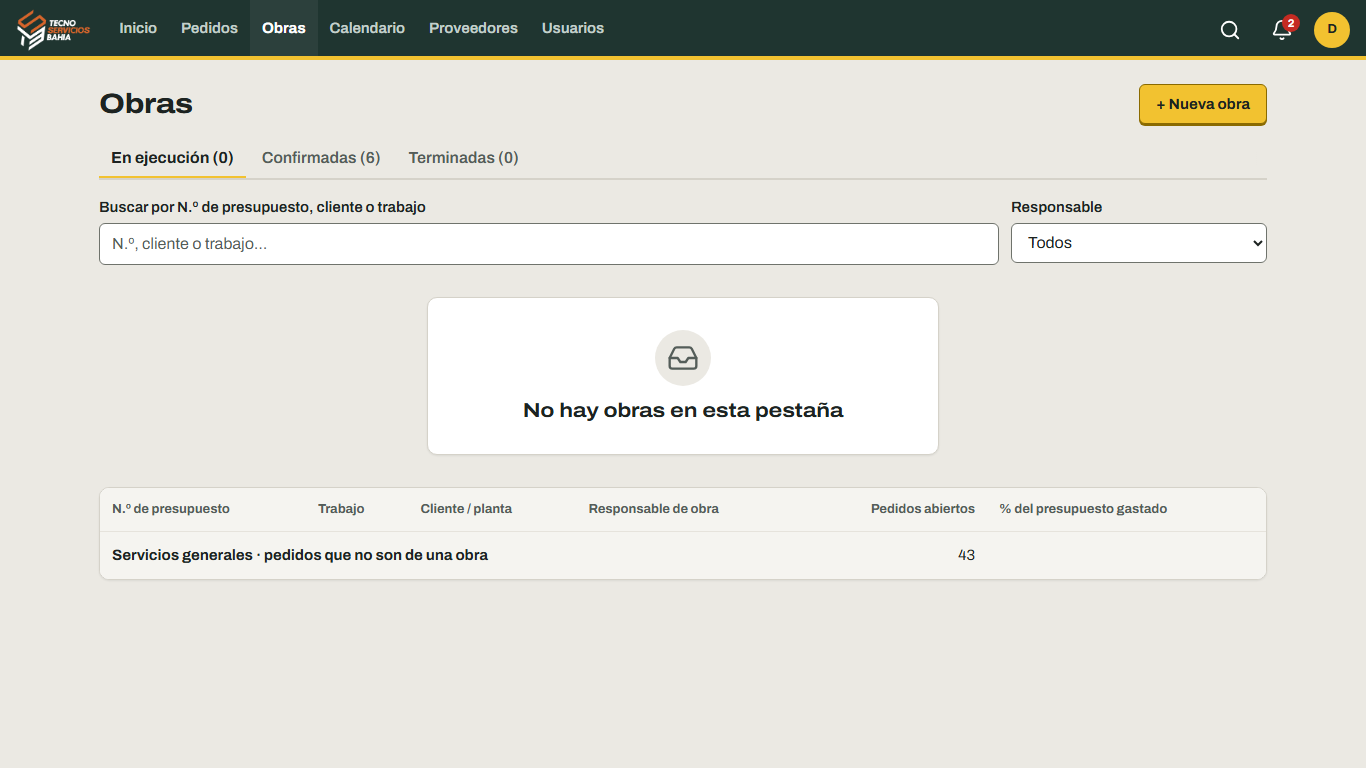 TECNO
SERVICIOS
BAHIA
Inicio Pedidos Obras Calendario Proveedores Usuarios
2
D
Obras
+ Nueva obra
En ejecución (0) Confirmadas (6) Terminadas (0)
Buscar por N.º de presupuesto, cliente o trabajo
Responsable
N.º, cliente o trabajo...
Todos
No hay obras en esta pestaña
N.º de presupuesto Trabajo Cliente / planta Responsable de obra Pedidos abiertos % del presupuesto gastado
Servicios generales · pedidos que no son de una obra 43